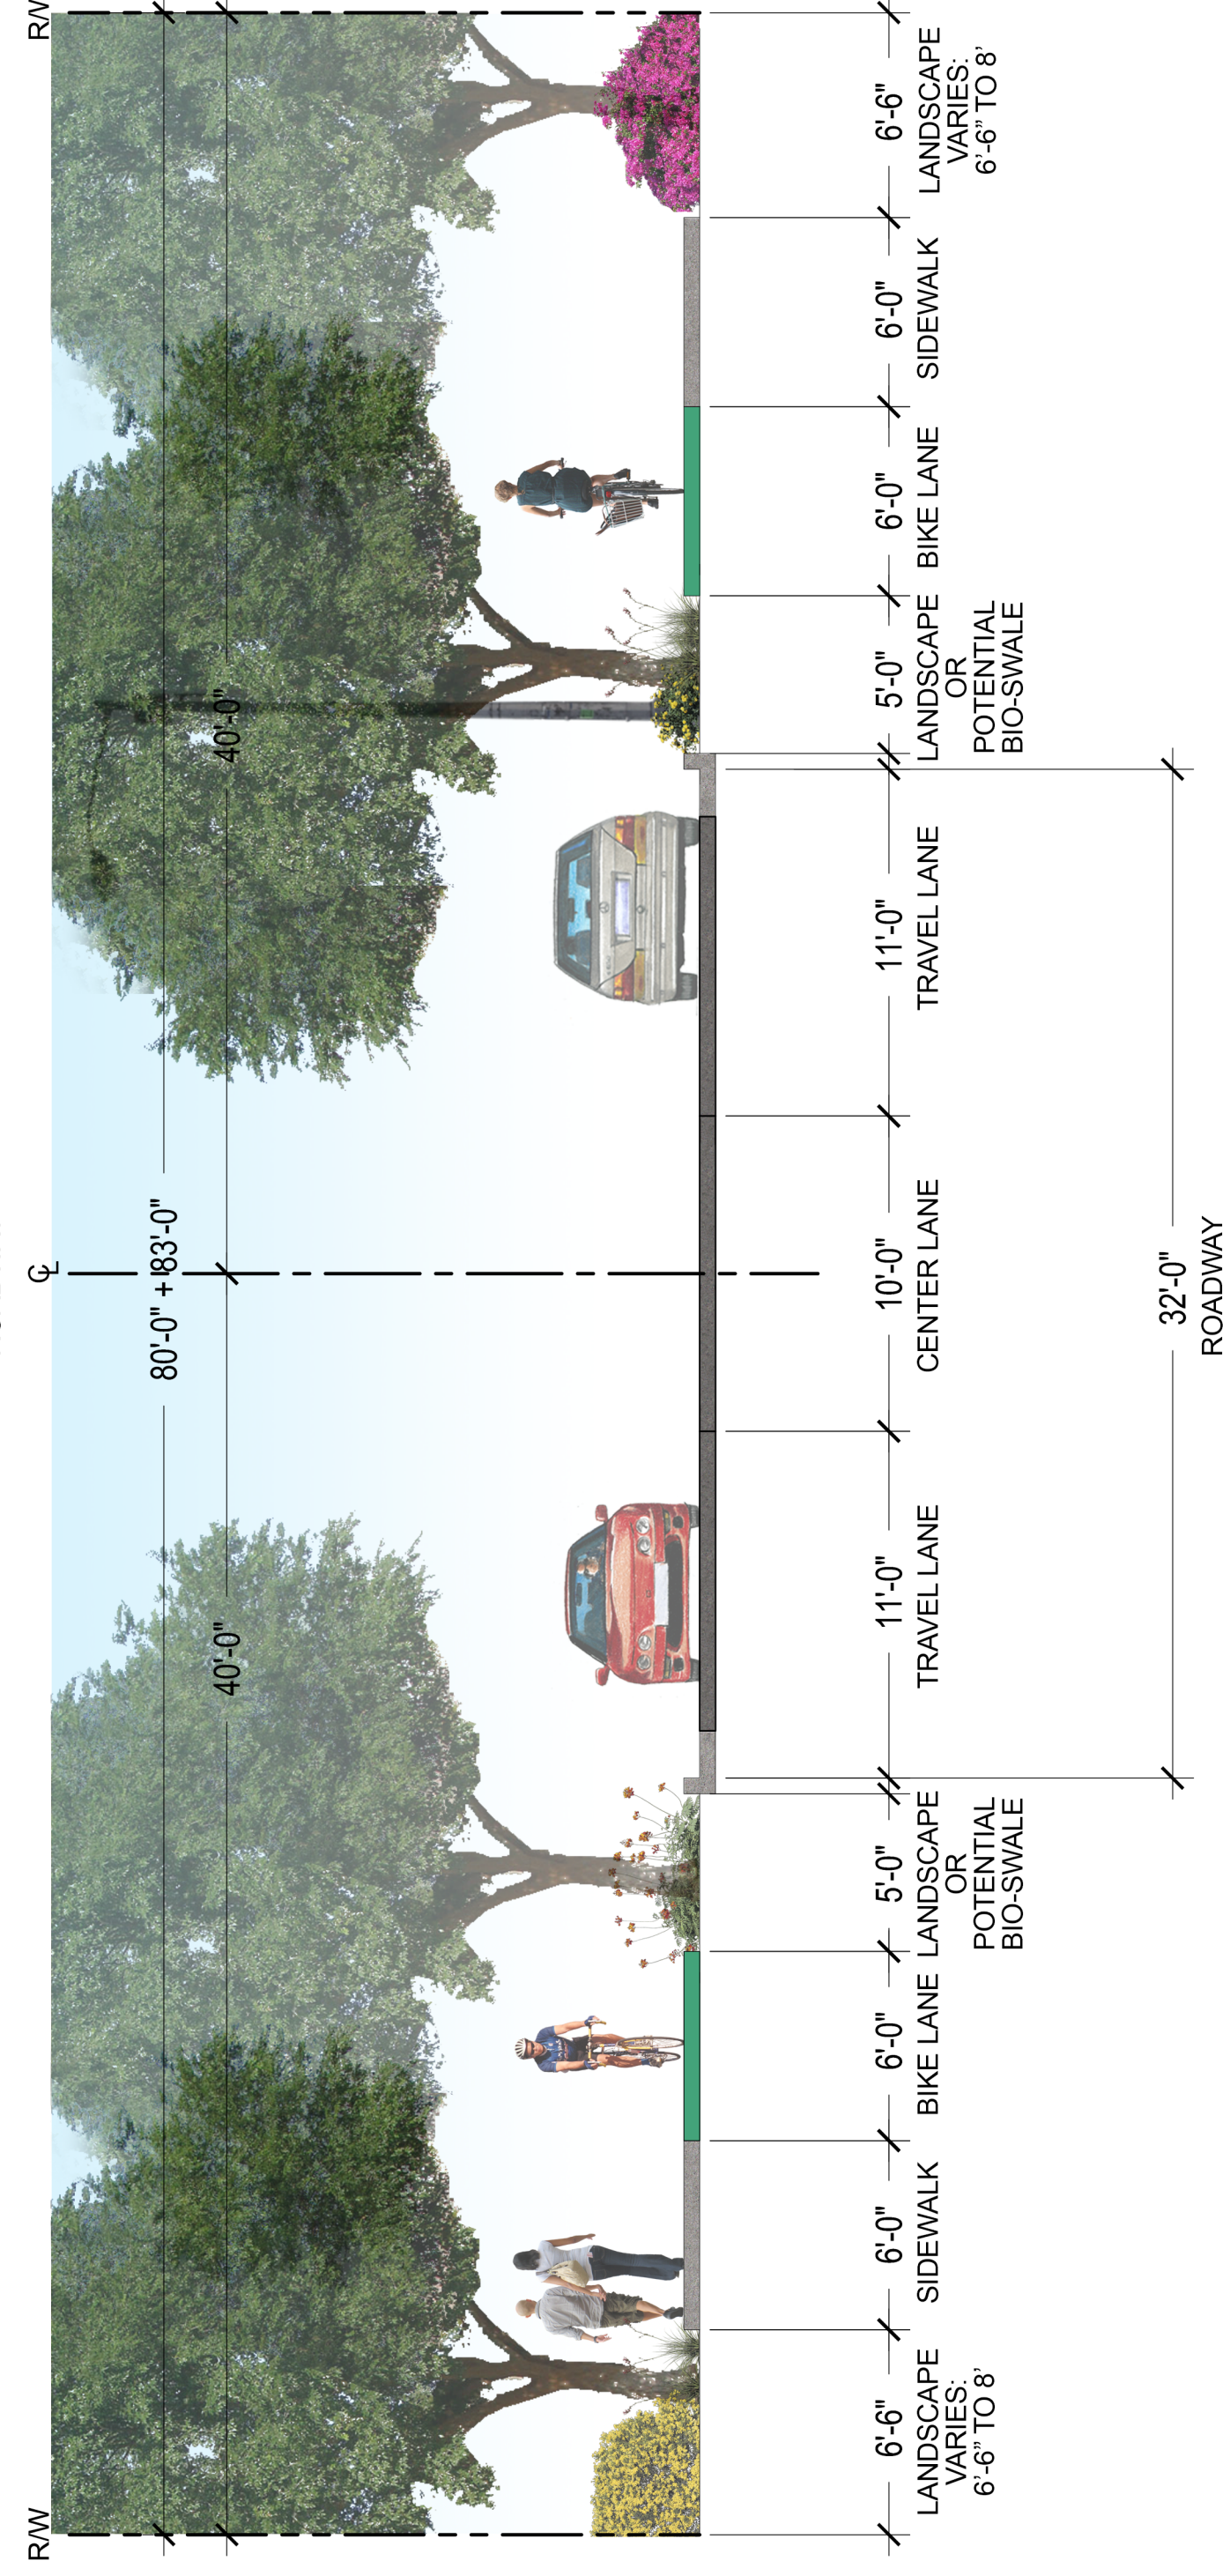 R/W
C L
R/W
80'-0" + 83'-0"
40'-0"
40'-0"
6'-6"
6'-0"
6'-0"
5'-0"
11'-0"
10'-0"
11'-0"
5'-0"
6'-0"
6'-0"
6'-6"
LANDSCAPE
VARIES:
6'-6" TO 8'
SIDEWALK
BIKE LANE
LANDSCAPE
OR
POTENTIAL
BIO-SWALE
TRAVEL LANE
CENTER LANE
TRAVEL LANE
LANDSCAPE
OR
POTENTIAL
BIO-SWALE
BIKE LANE
SIDEWALK
LANDSCAPE
VARIES:
6'-6" TO 8'
32'-0"
ROADWAY